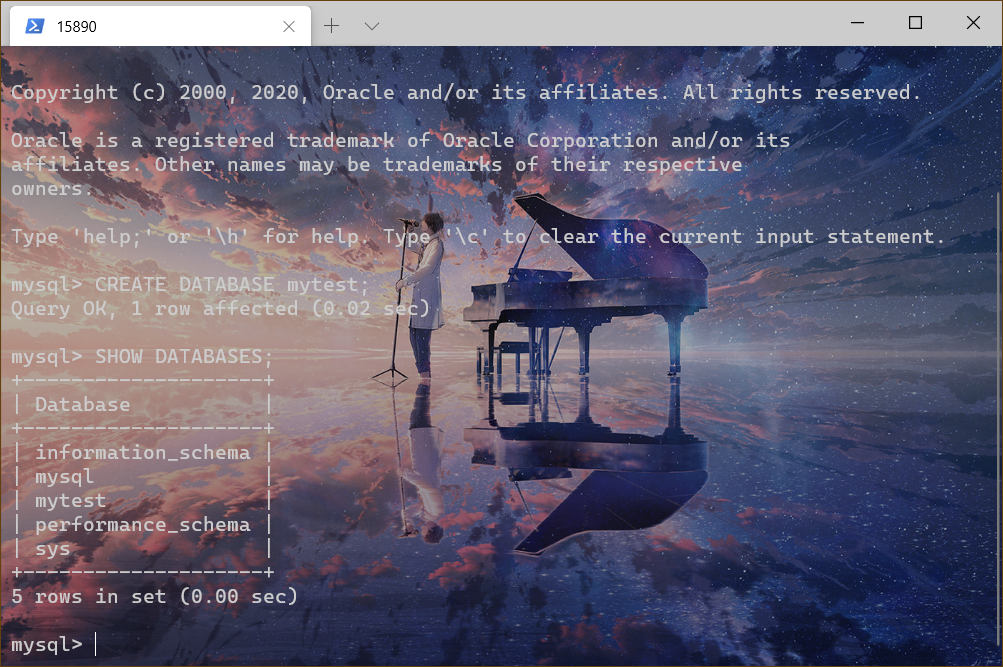 15890
Copyright (c) 2000, 2020, Oracle and/or its affiliates. All rights reserved.
Oracle is a registered trademark of Oracle Corporation and/or its
affiliates. Other names may be trademarks of their respective
owners.
Type 'help;' or '\h' for help. Type '\c' to clear the current input statement.
mysql> CREATE DATABASE mytest;
Query OK, 1 row affected (0.02 sec)
mysql> SHOW DATABASES;
+--------------------+
| Database           |
+--------------------+
| information_schema |
| mysql              |
| mytest             |
| performance_schema |
| sys                |
+--------------------+
5 rows in set (0.00 sec)
mysql>